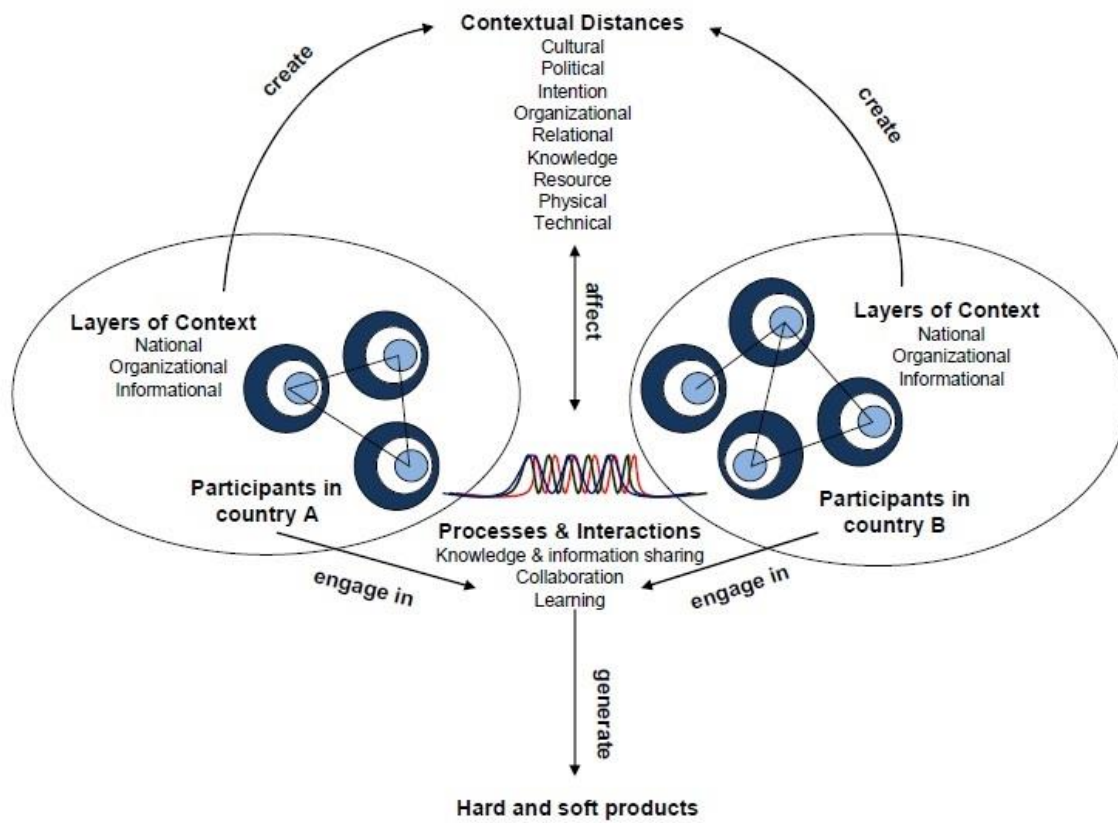 Contextual Distances
Cultural
Political
Intention
Organizational
Relational
Knowledge
Resource
Physical
Technical
create
create
affect
Layers of Context
National
Organizational
Informational
Layers of Context
National
Organizational
Informational
Participants in
country A
Participants in
country B
Processes & Interactions
Knowledge & information sharing
Collaboration
Learning
engage in
engage in
generate
Hard and soft products